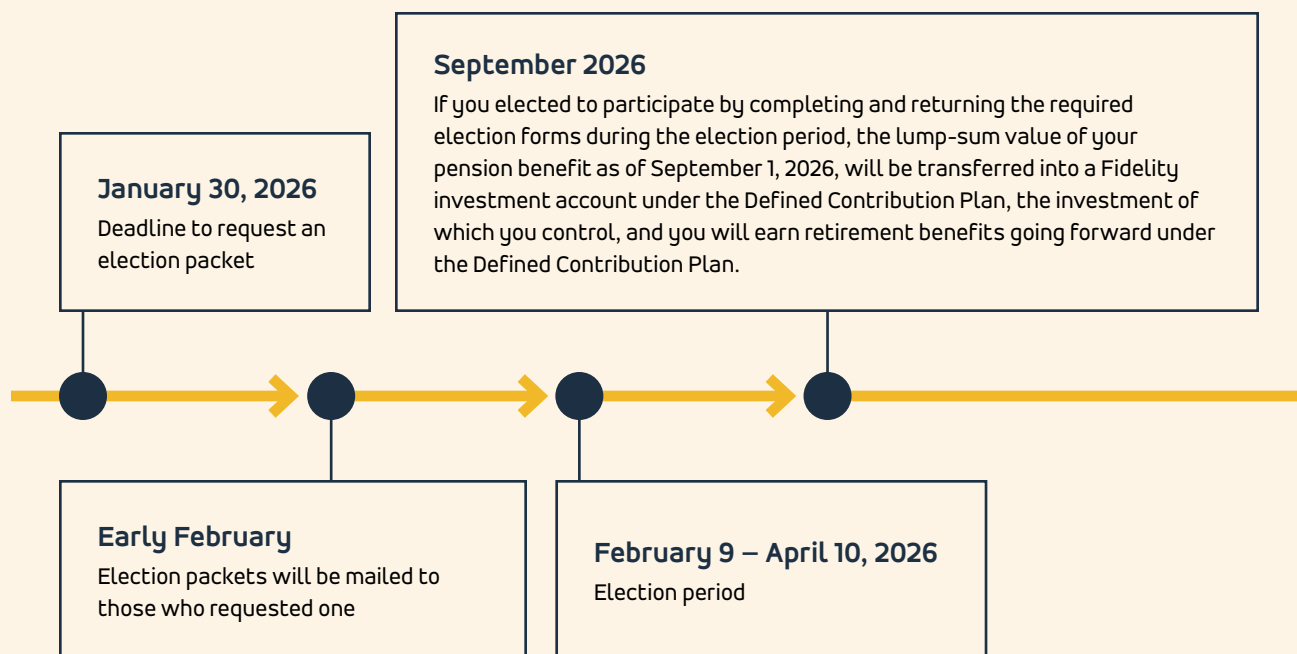 January 30, 2026
Deadline to request an
election packet
Early February
Election packets will be mailed to
those who requested one
February 9 – April 10, 2026
Election period
September 2026
If you elected to participate by completing and returning the required
election forms during the election period, the lump-sum value of your
pension benefit as of September 1, 2026, will be transferred into a Fidelity
investment account under the Defined Contribution Plan, the investment of
which you control, and you will earn retirement benefits going forward under
the Defined Contribution Plan.